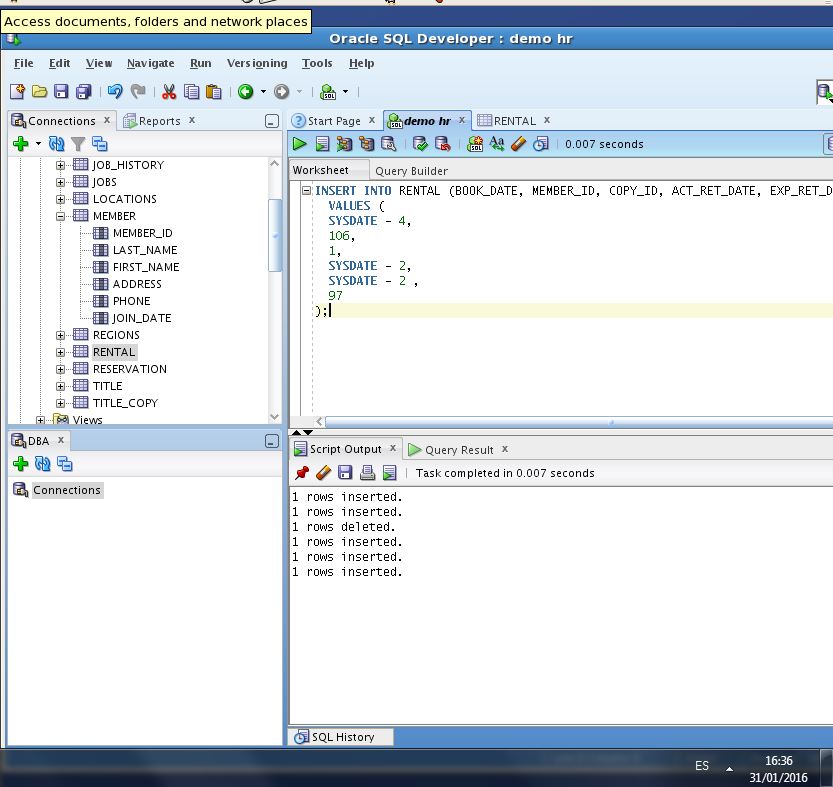 Access documents, folders and network places
Oracle SQL Developer : demo hr
File Edit View Navigate Run Versioning Tools Help
Connections x Reports x
Start Page x demo hr x RENTAL x
0.007 seconds
Worksheet Query Builder
JOB_HISTORY
JOBS
LOCATIONS
MEMBER
MEMBER_ID
LAST_NAME
FIRST_NAME
ADDRESS
PHONE
JOIN_DATE
REGIONS
RENTAL
RESERVATION
TITLE
TITLE_COPY
Views
INSERT INTO RENTAL (BOOK_DATE, MEMBER_ID, COPY_ID, ACT_RET_DATE, EXP_RET_D
VALUES (
SYSDATE - 4,
106,
1,
SYSDATE - 2,
SYSDATE - 2 ,
97
);
DBA x
Connections
Script Output x Query Result x
Task completed in 0.007 seconds
1 rows inserted.
1 rows inserted.
1 rows deleted.
1 rows inserted.
1 rows inserted.
1 rows inserted.
SQL History
ES
16:36
31/01/2016